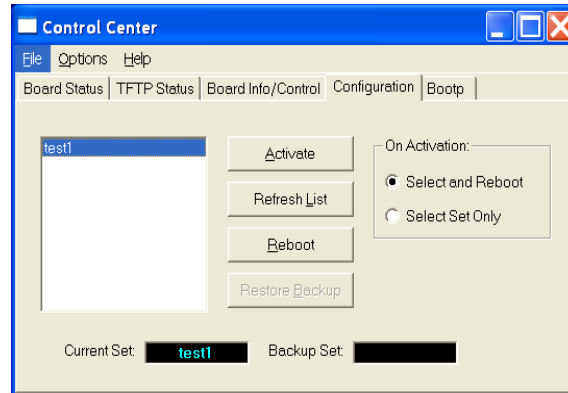 Control Center
File Options Help
Board Status TFTP Status Board Info/Control Configuration Bootp
test1
Activate
Refresh List
Reboot
Restore Backup
On Activation:
Select and Reboot
Select Set Only
Current Set: test1 Backup Set: